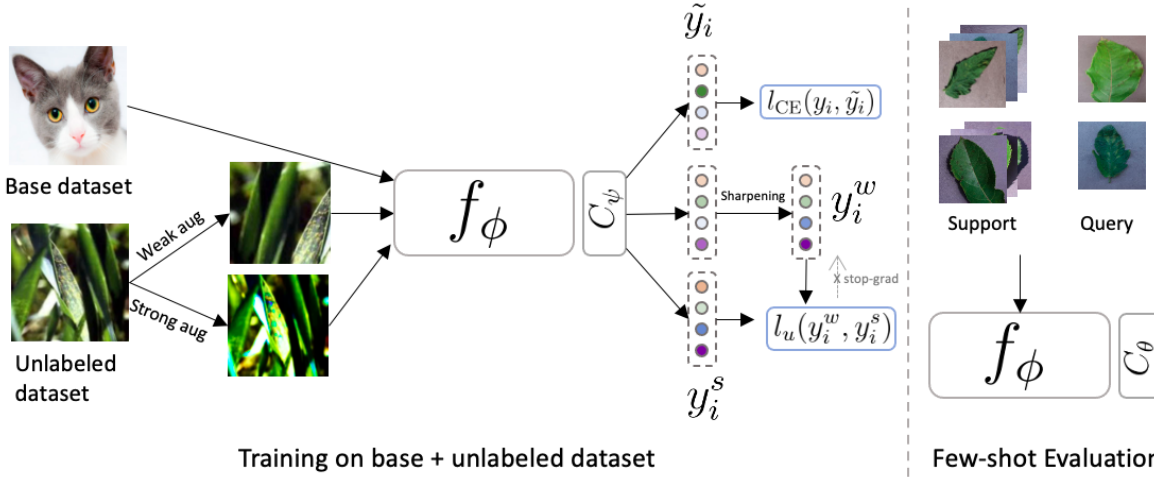 ỹ_i
l_CE(y_i, ỹ_i)
Base dataset
Weak aug
Strong aug
Unlabeled
dataset
f_ϕ
C_ψ
Sharpening
y_i^w
x stop-grad
l_u(y_i^w, y_i^s)
y_i^s
Training on base + unlabeled dataset
Support
Query
f_ϕ
C_θ
Few-shot Evaluation